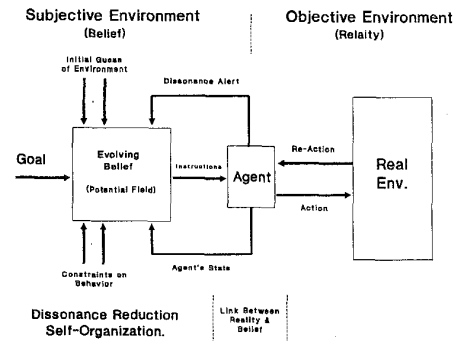 Subjective Environment
(Belief)
Objective Environment
(Relaity)
Initial Guess
of Environment
Dissonance Alert
Goal
Evolving
Belief
(Potential Field)
Instructions
Agent
Re-Action
Action
Real
Env.
Constraints on
Behavior
Agent's State
Dissonance Reduction
Self-Organization.
Link Between
Reality &
Belief